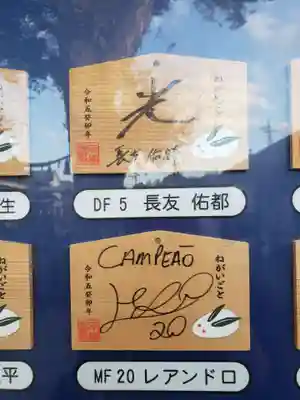 ねがいごと
光
令和五癸卯年
長友 佑都
生
DF 5 長友 佑都
CAMPEÃO
ねがいごと
令和五癸卯年
20
平
MF 20 レアンドロ